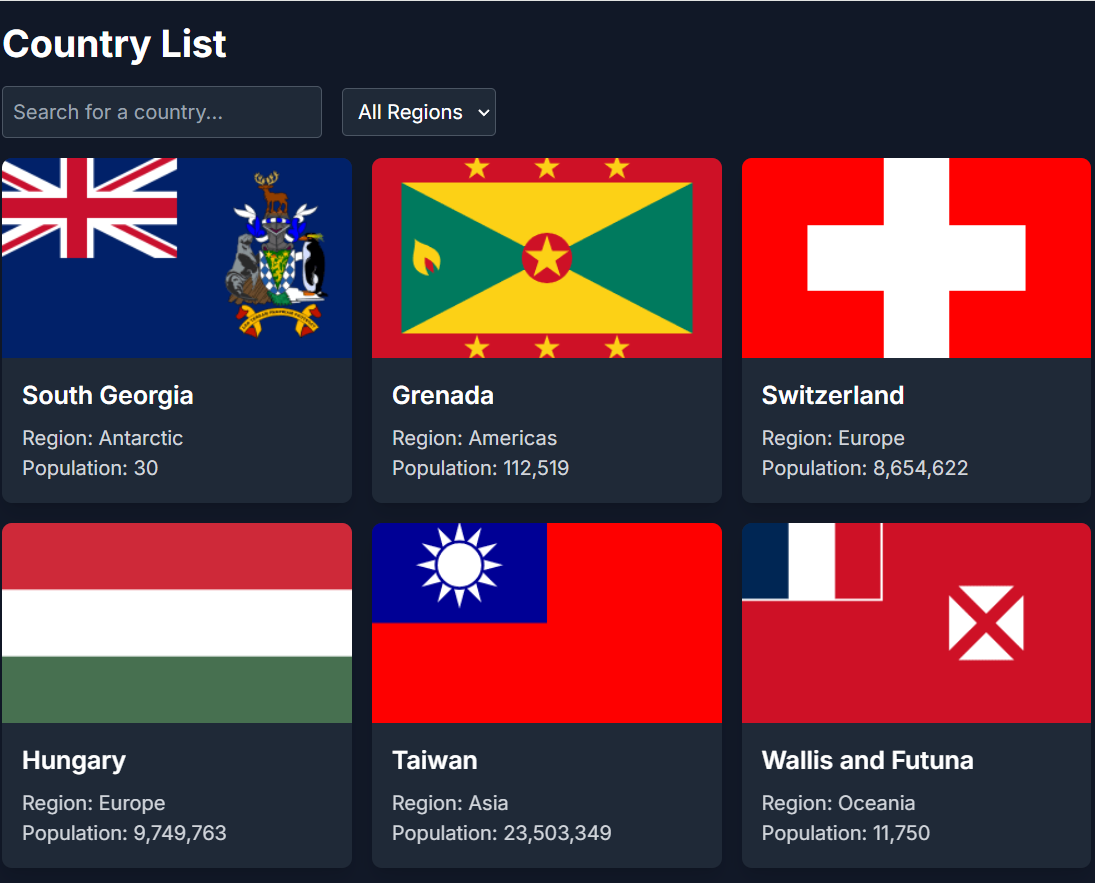 Country List
Search for a country...
All Regions
South Georgia
Region: Antarctic
Population: 30
Grenada
Region: Americas
Population: 112,519
Switzerland
Region: Europe
Population: 8,654,622
Hungary
Region: Europe
Population: 9,749,763
Taiwan
Region: Asia
Population: 23,503,349
Wallis and Futuna
Region: Oceania
Population: 11,750